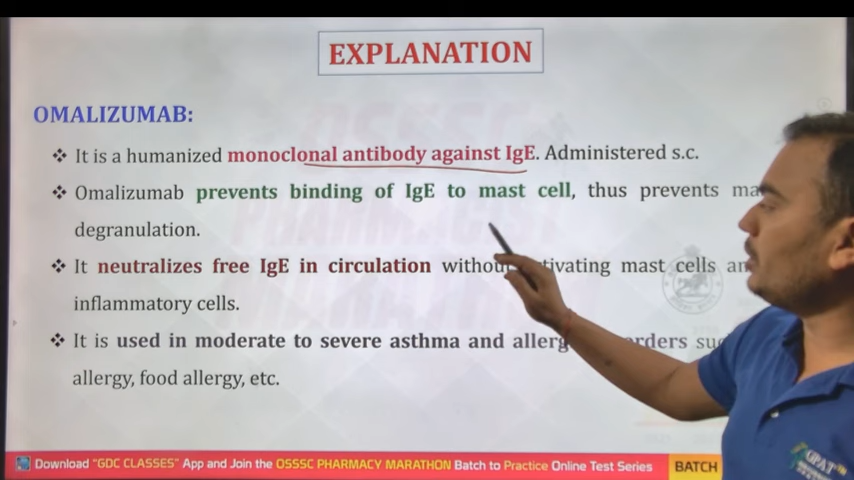 EXPLANATION
OMALIZUMAB:
❖ It is a humanized monoclonal antibody against IgE. Administered s.c.
❖ Omalizumab prevents binding of IgE to mast cell, thus prevents
degranulation.
❖ It neutralizes free IgE in circulation mast cells
inflammatory cells.
❖ It is used in moderate to severe asthma and
allergy, food allergy, etc.
Download "GDC CLASSES" App and Join the OSSSC PHARMACY MARATHON Batch to Practice Online Test Series
BATCH
GPAT